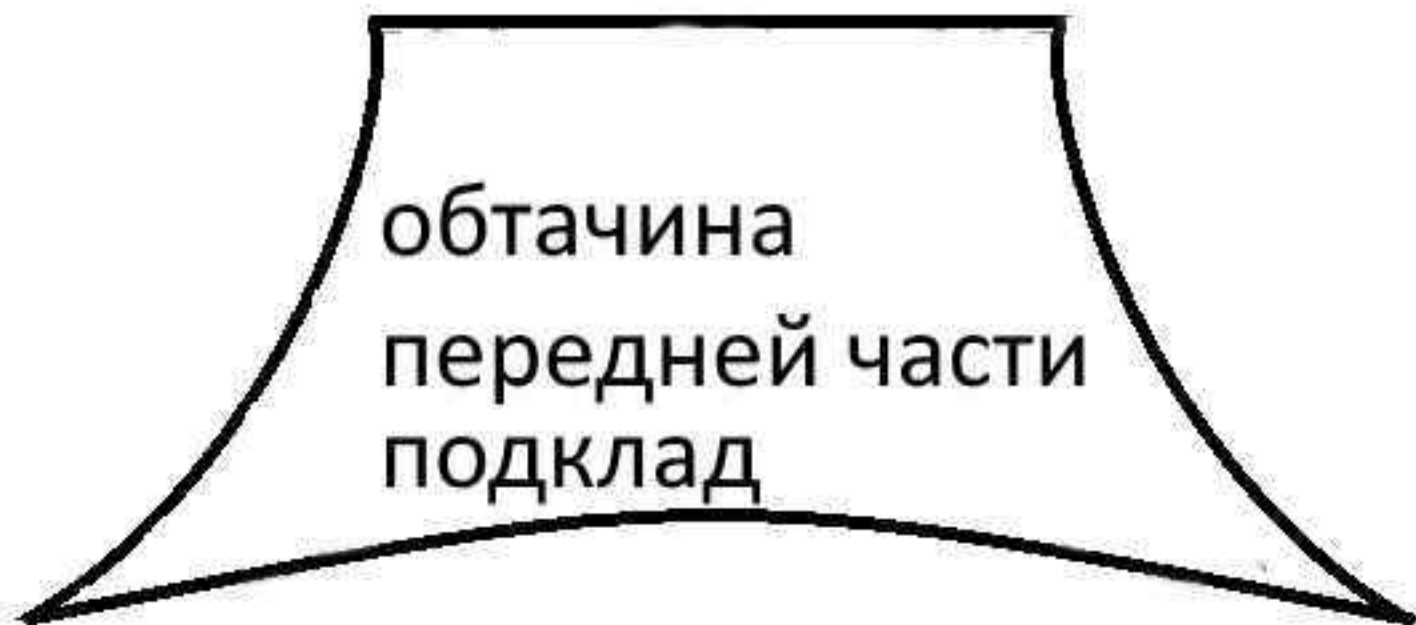 обтачина
передней части
подклад